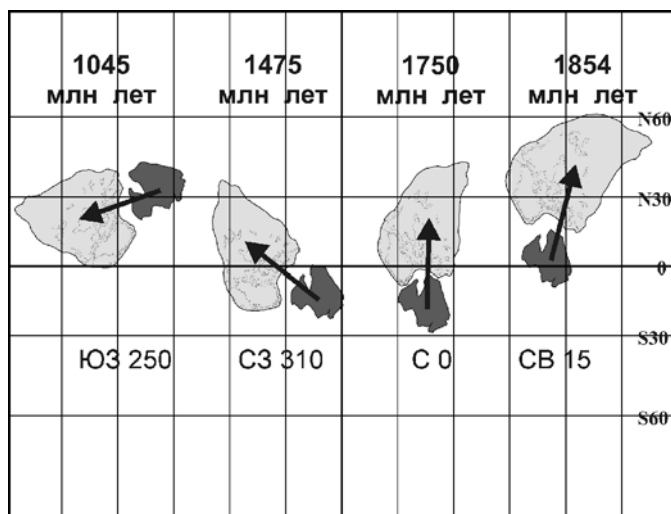 1045 1475 1750 1854
млн лет млн лет млн лет млн лет
N60
N30
0
S30
ЮЗ 250 СЗ 310 С 0 СВ 15
S60